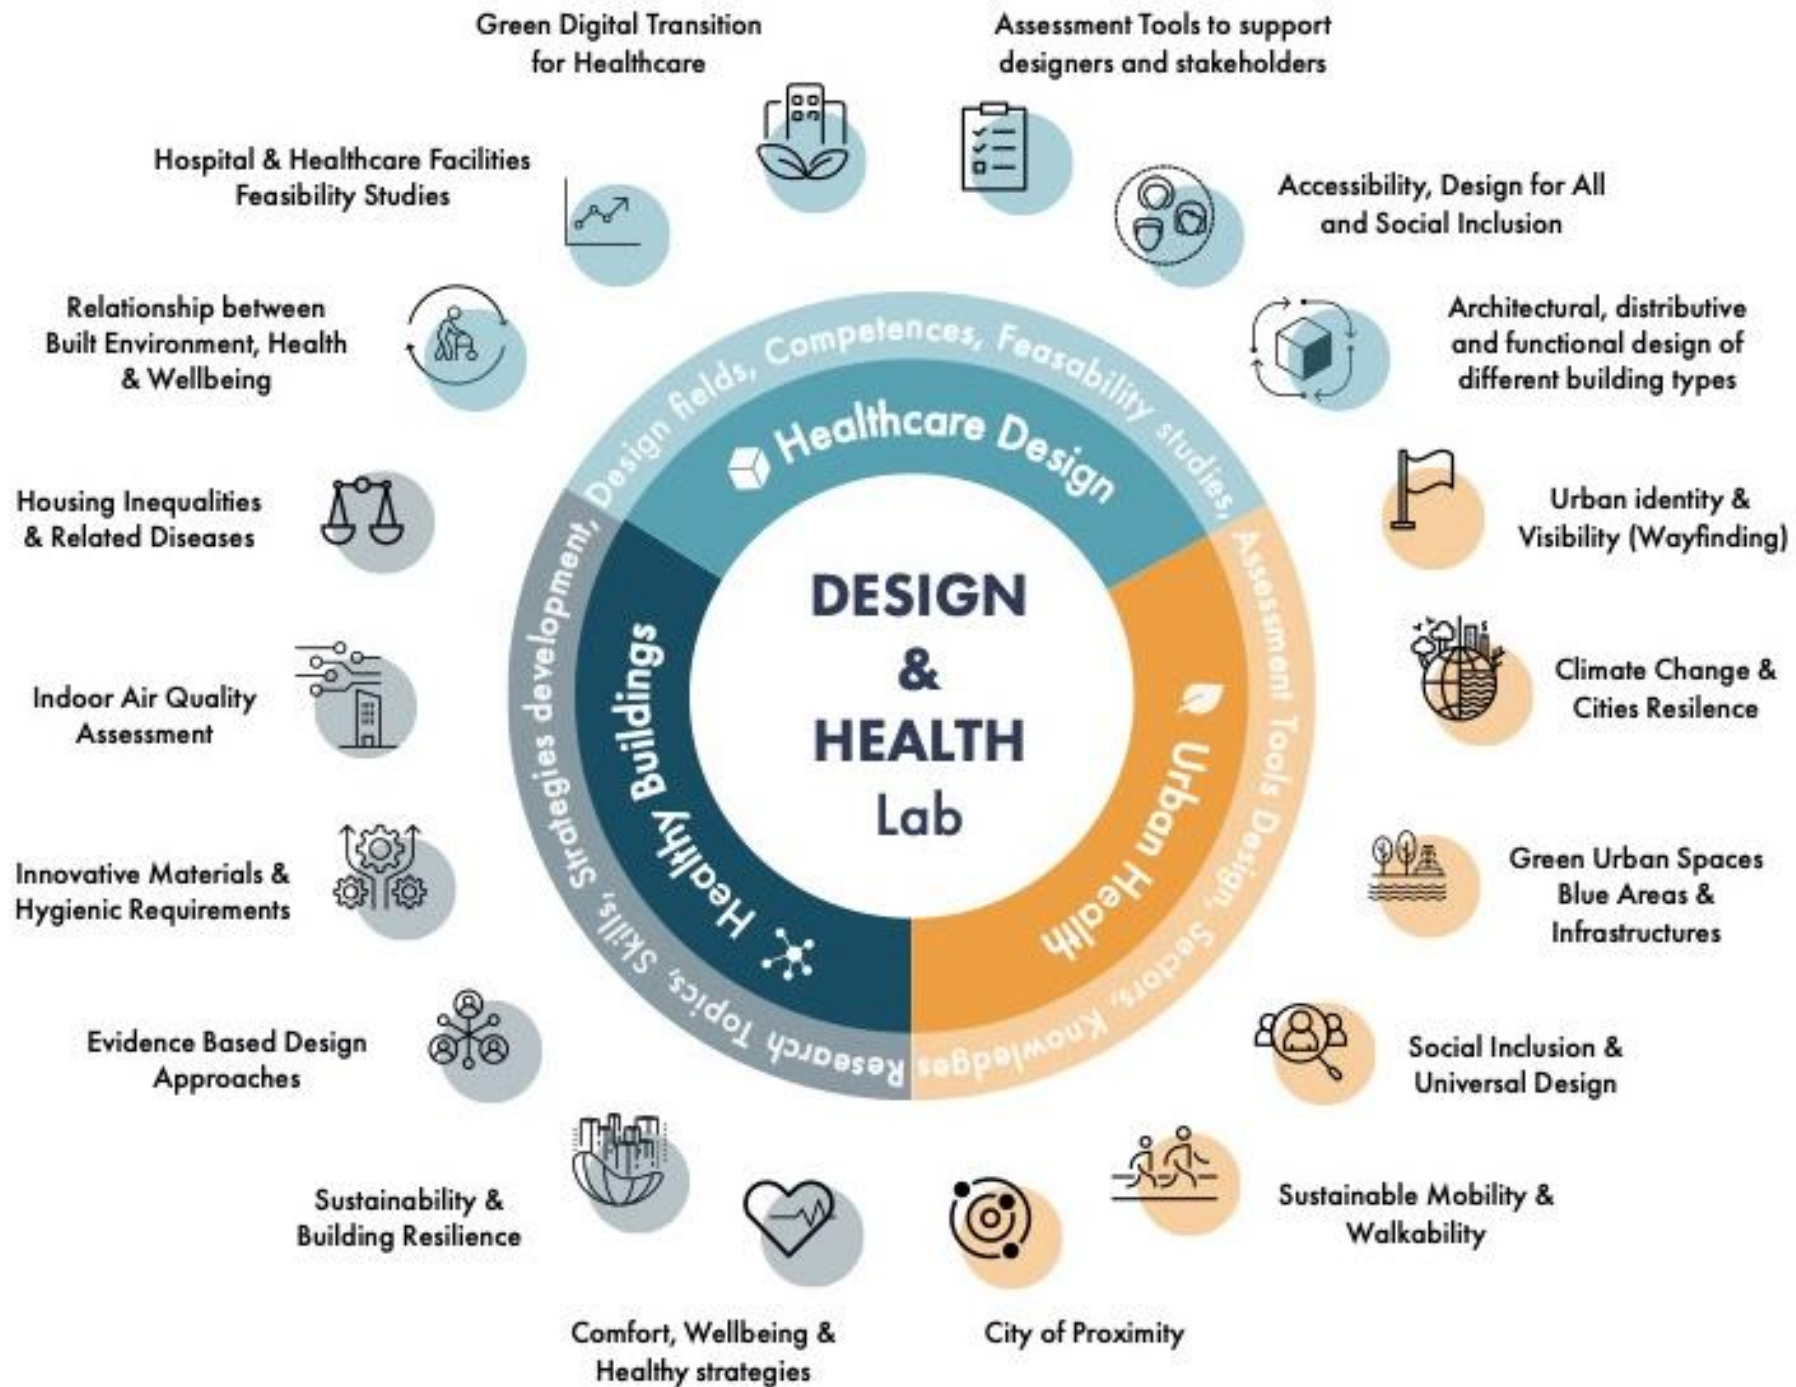 Green Digital Transition
for Healthcare
Assessment Tools to support
designers and stakeholders
Hospital & Healthcare Facilities
Feasibility Studies
Accessibility, Design for All
and Social Inclusion
Relationship between
Built Environment, Health
& Wellbeing
Architectural, distributive
and functional design of
different building types
Housing Inequalities
& Related Diseases
Urban identity &
Visibility (Wayfinding)
Indoor Air Quality
Assessment
Climate Change &
Cities Resilence
Innovative Materials &
Hygienic Requirements
Green Urban Spaces
Blue Areas &
Infrastructures
Evidence Based Design
Approaches
Social Inclusion &
Universal Design
Sustainability &
Building Resilience
Sustainable Mobility &
Walkability
Comfort, Wellbeing &
Healthy strategies
City of Proximity
Research Topics, Skills, Strategies development, Design fields, Competences, Feasability studies, Assessment Tools Design, Sectors, Knowledges
Healthcare Design
Healthy Buildings
Urban Health
DESIGN
&
HEALTH
Lab